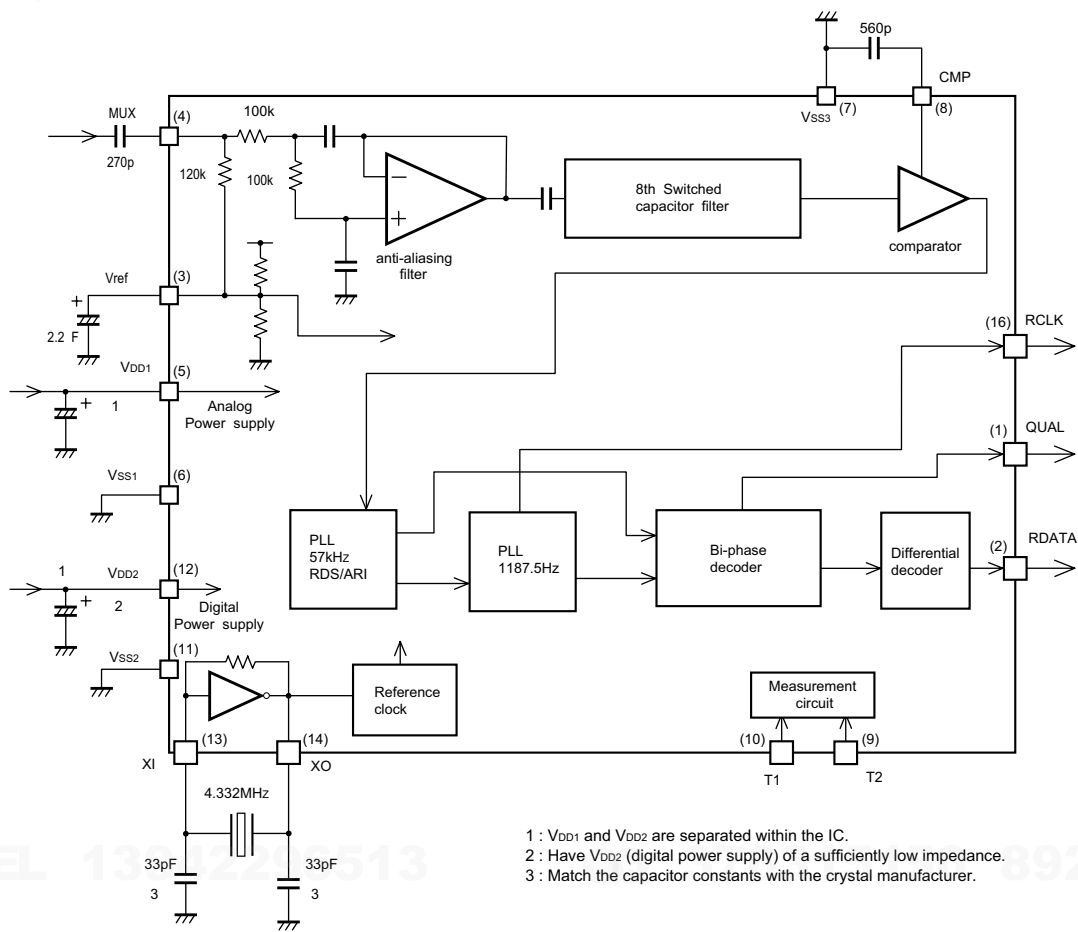 560p
CMP
VSS3
(7)
(8)
MUX
(4)
270p
100k
120k
100k
−
+
anti-aliasing
filter
8th Switched
capacitor filter
comparator
Vref
(3)
+
2.2 F
VDD1
(5)
+
1
Analog
Power supply
(16)
RCLK
(1)
QUAL
VSS1
(6)
PLL
57kHz
RDS/ARI
PLL
1187.5Hz
Bi-phase
decoder
Differential
decoder
(2)
RDATA
1
VDD2
(12)
+
2
Digital
Power supply
VSS2
(11)
Reference
clock
Measurement
circuit
XI
(13)
(14)
XO
(10)
(9)
T1
T2
4.332MHz
33pF
3
33pF
3
1 : VDD1 and VDD2 are separated within the IC.
2 : Have VDD2 (digital power supply) of a sufficiently low impedance.
3 : Match the capacitor constants with the crystal manufacturer.